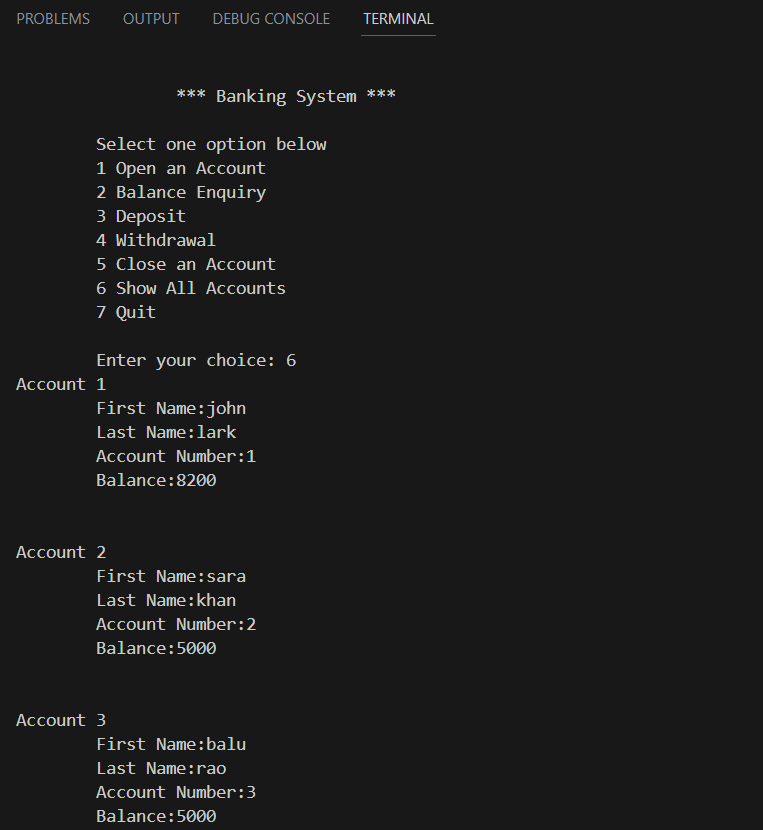 PROBLEMS OUTPUT DEBUG CONSOLE TERMINAL
*** Banking System ***
Select one option below
1 Open an Account
2 Balance Enquiry
3 Deposit
4 Withdrawal
5 Close an Account
6 Show All Accounts
7 Quit
Enter your choice: 6
Account 1
First Name:john
Last Name:lark
Account Number:1
Balance:8200
Account 2
First Name:sara
Last Name:khan
Account Number:2
Balance:5000
Account 3
First Name:balu
Last Name:rao
Account Number:3
Balance:5000